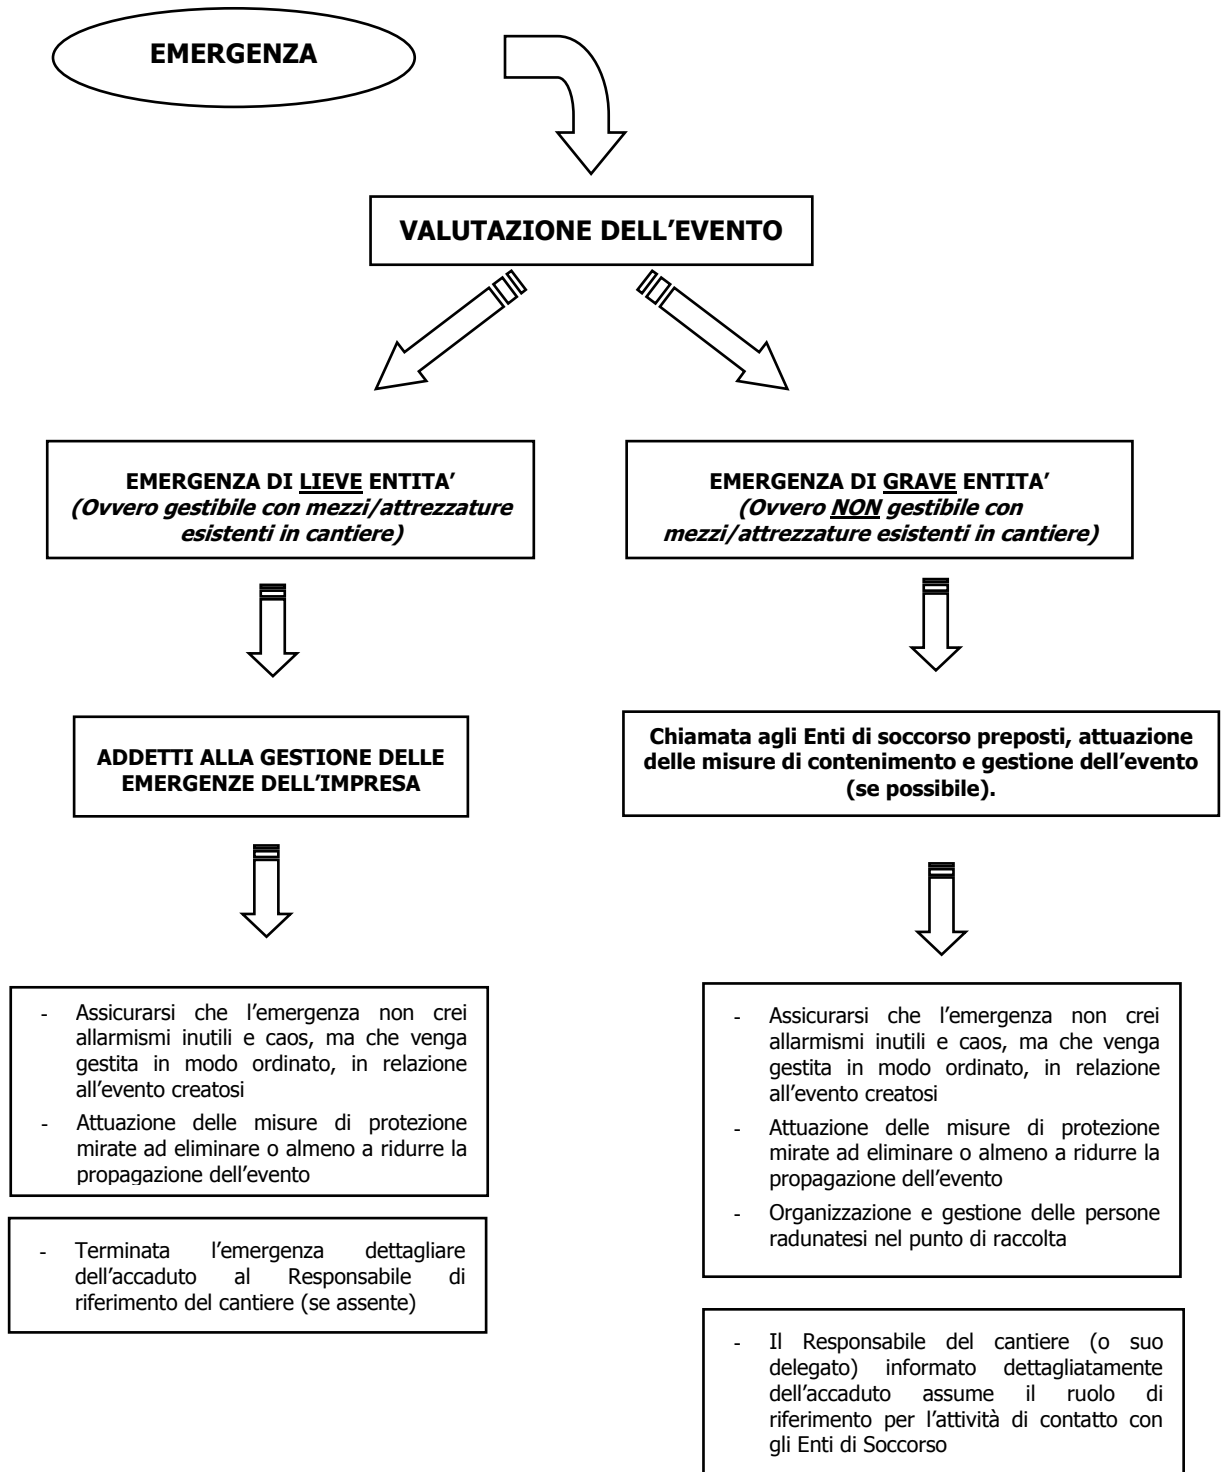 EMERGENZA
VALUTAZIONE DELL'EVENTO
EMERGENZA DI LIEVE ENTITA'
(Ovvero gestibile con mezzi/attrezzature
esistenti in cantiere)
EMERGENZA DI GRAVE ENTITA'
(Ovvero NON gestibile con
mezzi/attrezzature esistenti in cantiere)
ADDETTI ALLA GESTIONE DELLE
EMERGENZE DELL'IMPRESA
Chiamata agli Enti di soccorso preposti, attuazione
delle misure di contenimento e gestione dell'evento
(se possibile).
- Assicurarsi che l'emergenza non crei
allarmismi inutili e caos, ma che venga
gestita in modo ordinato, in relazione
all'evento creatosi
- Attuazione delle misure di protezione
mirate ad eliminare o almeno a ridurre la
propagazione dell'evento
- Terminata l'emergenza dettagliare
dell'accaduto al Responsabile di
riferimento del cantiere (se assente)
- Assicurarsi che l'emergenza non crei
allarmismi inutili e caos, ma che venga
gestita in modo ordinato, in relazione
all'evento creatosi
- Attuazione delle misure di protezione
mirate ad eliminare o almeno a ridurre la
propagazione dell'evento
- Organizzazione e gestione delle persone
radunatesi nel punto di raccolta
- Il Responsabile del cantiere (o suo
delegato) informato dettagliatamente
dell'accaduto assume il ruolo di
riferimento per l'attività di contatto con
gli Enti di Soccorso